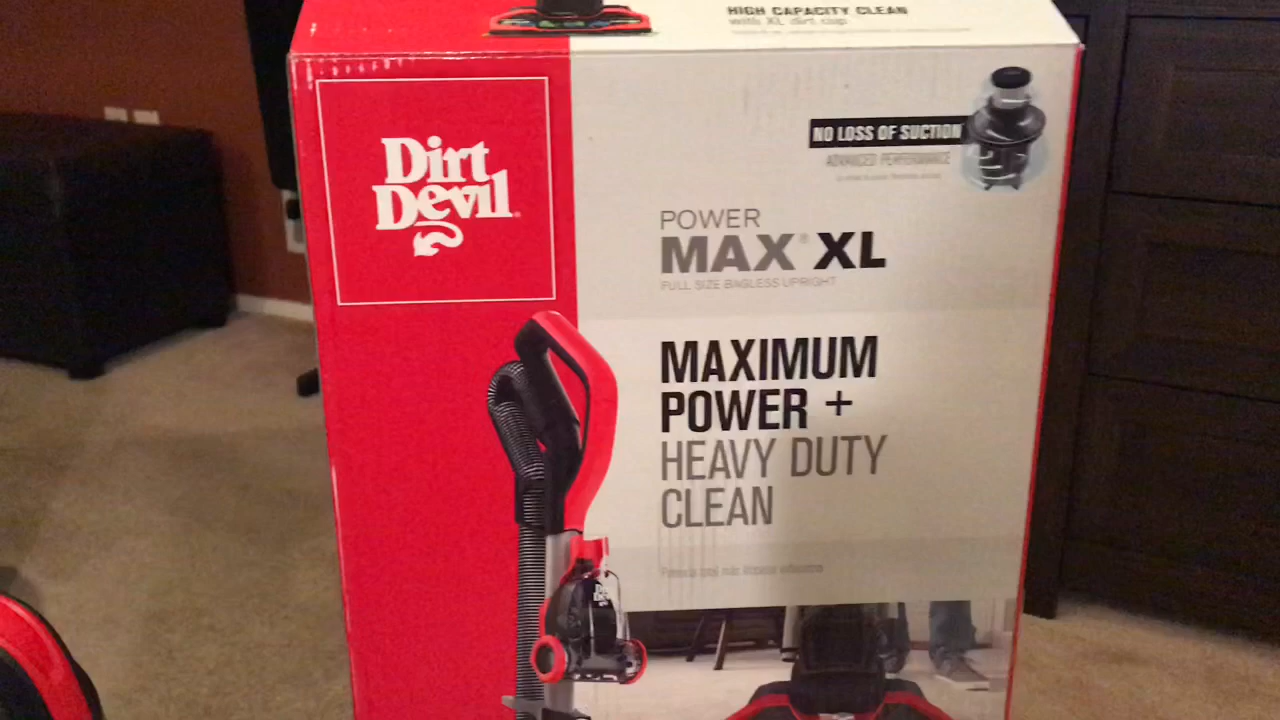 HIGH CAPACITY CLEAN
with XL dirt cup
Dirt
Devil
NO LOSS OF SUCTION
ADVANCED PERFORMANCE
POWER
MAX® XL
FULL SIZE BAGLESS UPRIGHT
MAXIMUM
POWER +
HEAVY DUTY
CLEAN